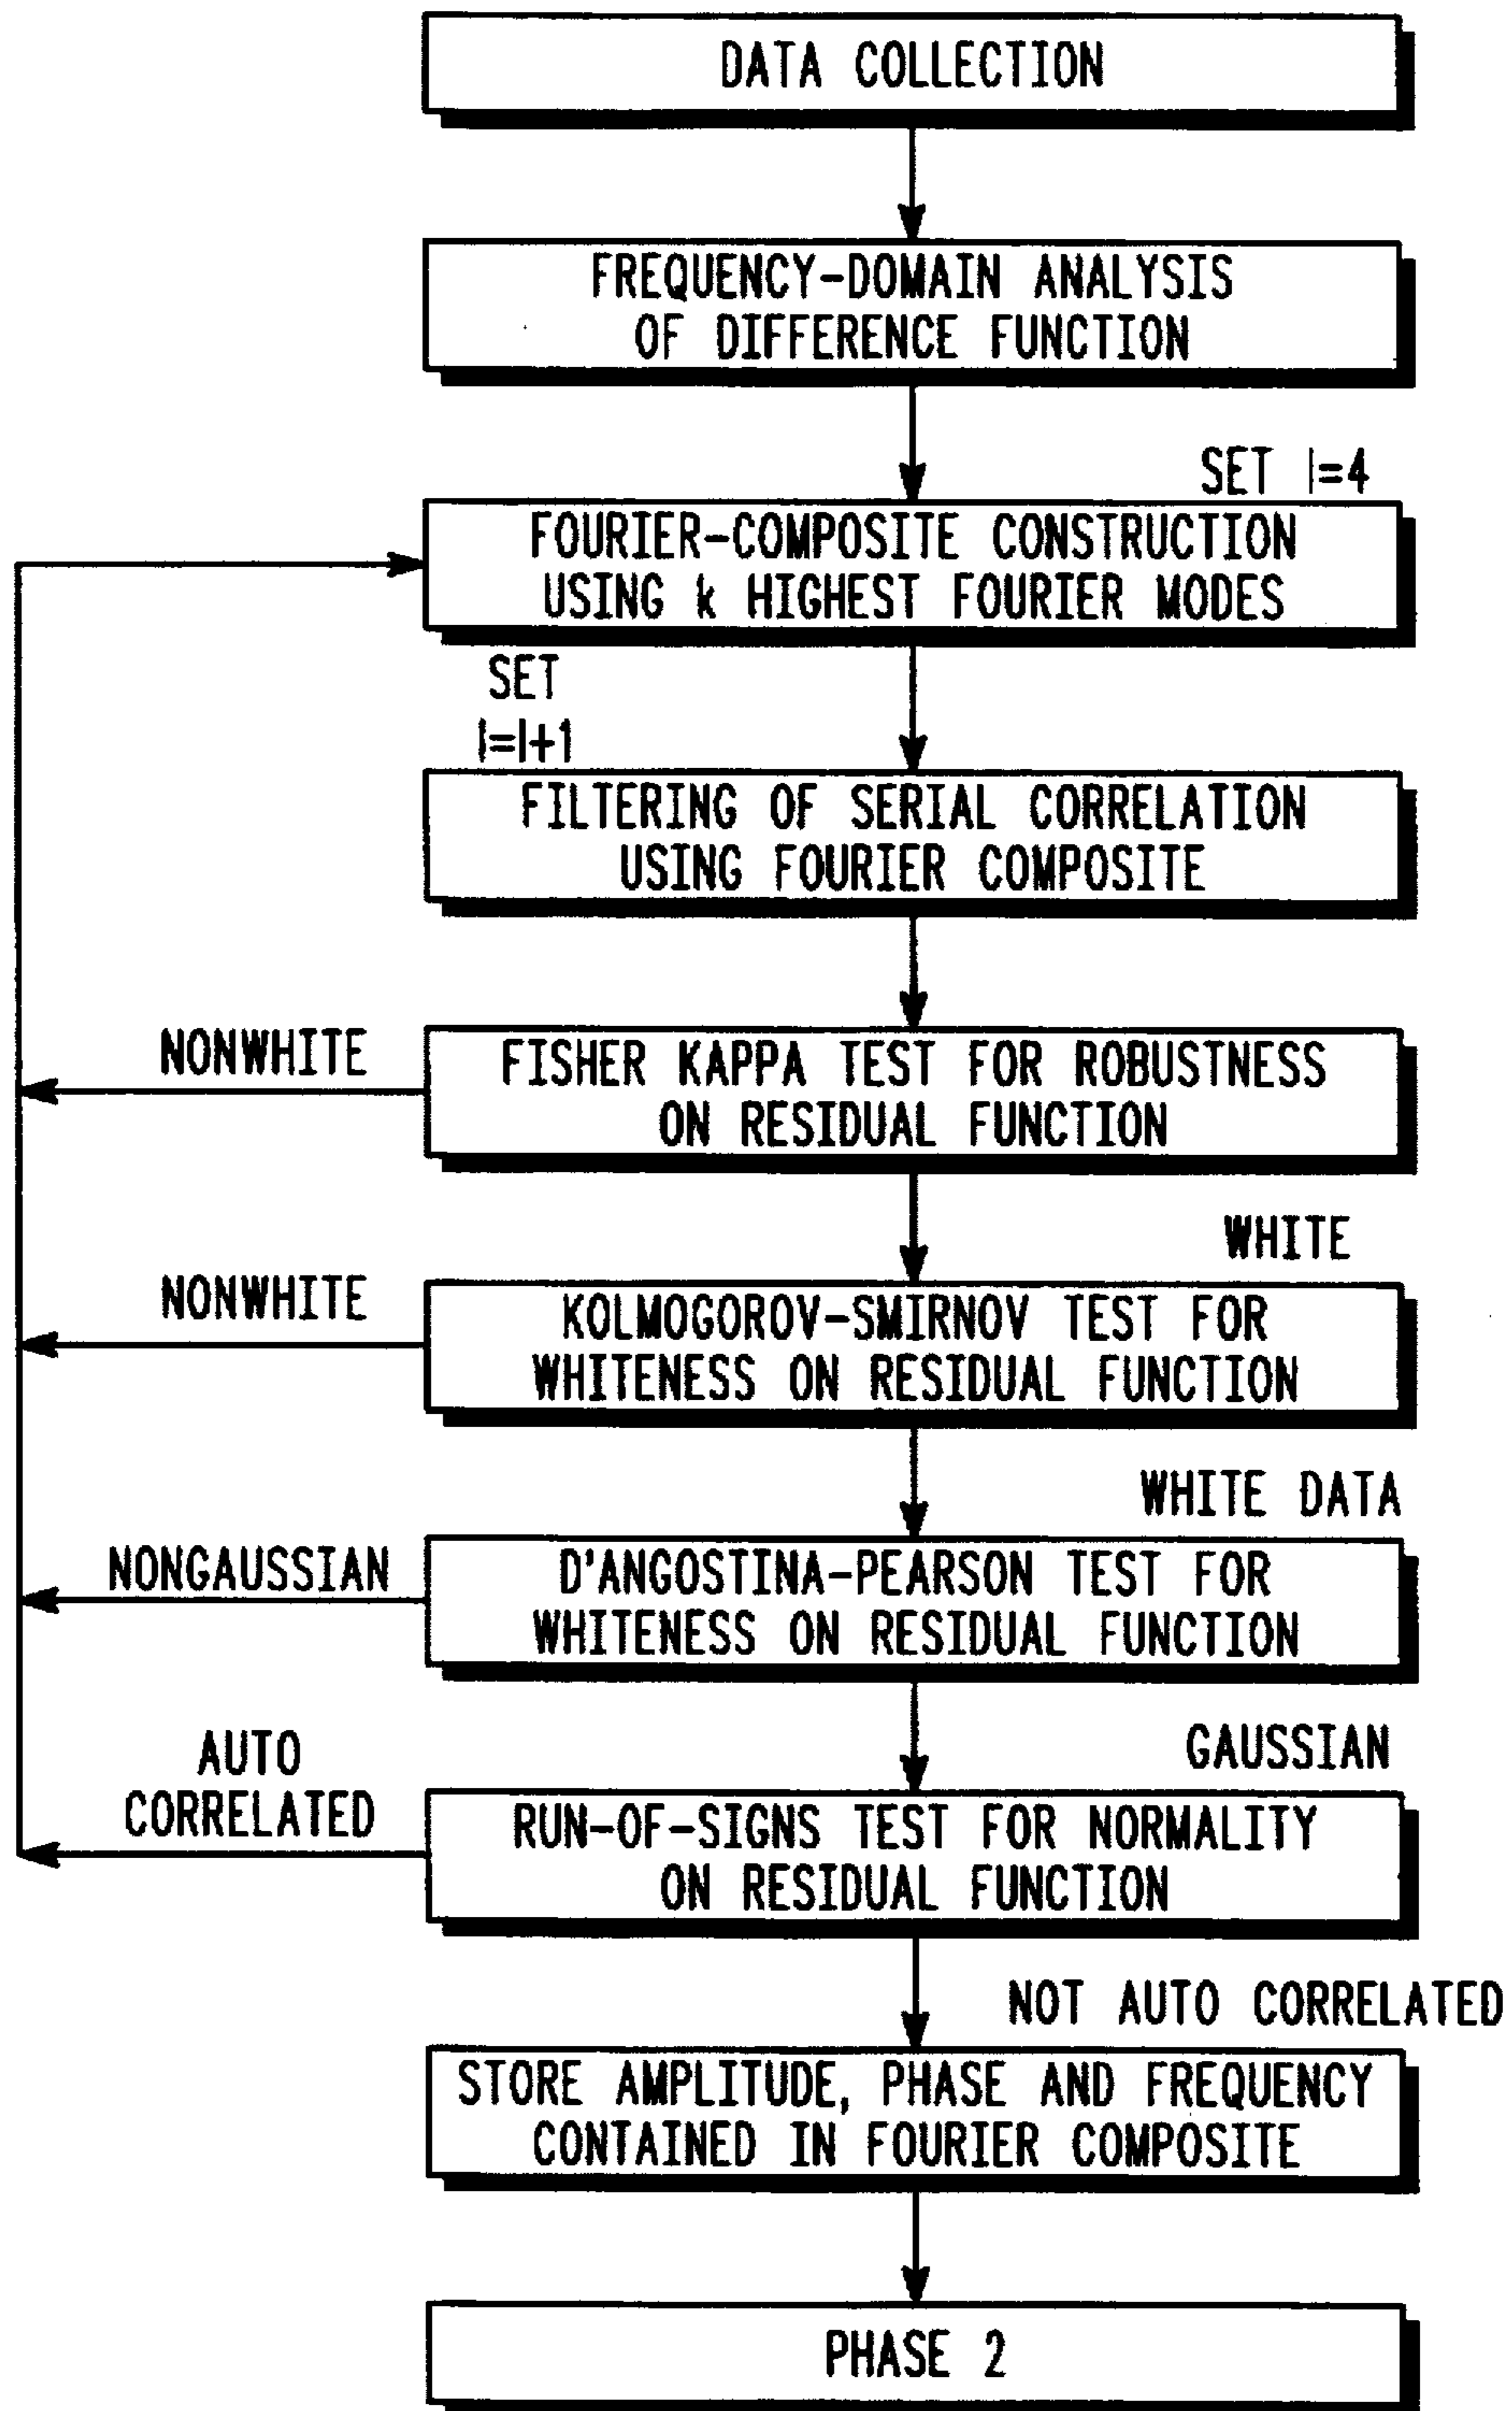 DATA COLLECTION
FREQUENCY-DOMAIN ANALYSIS
OF DIFFERENCE FUNCTION
SET l=4
FOURIER-COMPOSITE CONSTRUCTION
USING k HIGHEST FOURIER MODES
SET
l=l+1
FILTERING OF SERIAL CORRELATION
USING FOURIER COMPOSITE
NONWHITE
FISHER KAPPA TEST FOR ROBUSTNESS
ON RESIDUAL FUNCTION
WHITE
NONWHITE
KOLMOGOROV-SMIRNOV TEST FOR
WHITENESS ON RESIDUAL FUNCTION
WHITE DATA
NONGAUSSIAN
D'ANGOSTINA-PEARSON TEST FOR
WHITENESS ON RESIDUAL FUNCTION
GAUSSIAN
AUTO
CORRELATED
RUN-OF-SIGNS TEST FOR NORMALITY
ON RESIDUAL FUNCTION
NOT AUTO CORRELATED
STORE AMPLITUDE, PHASE AND FREQUENCY
CONTAINED IN FOURIER COMPOSITE
PHASE 2